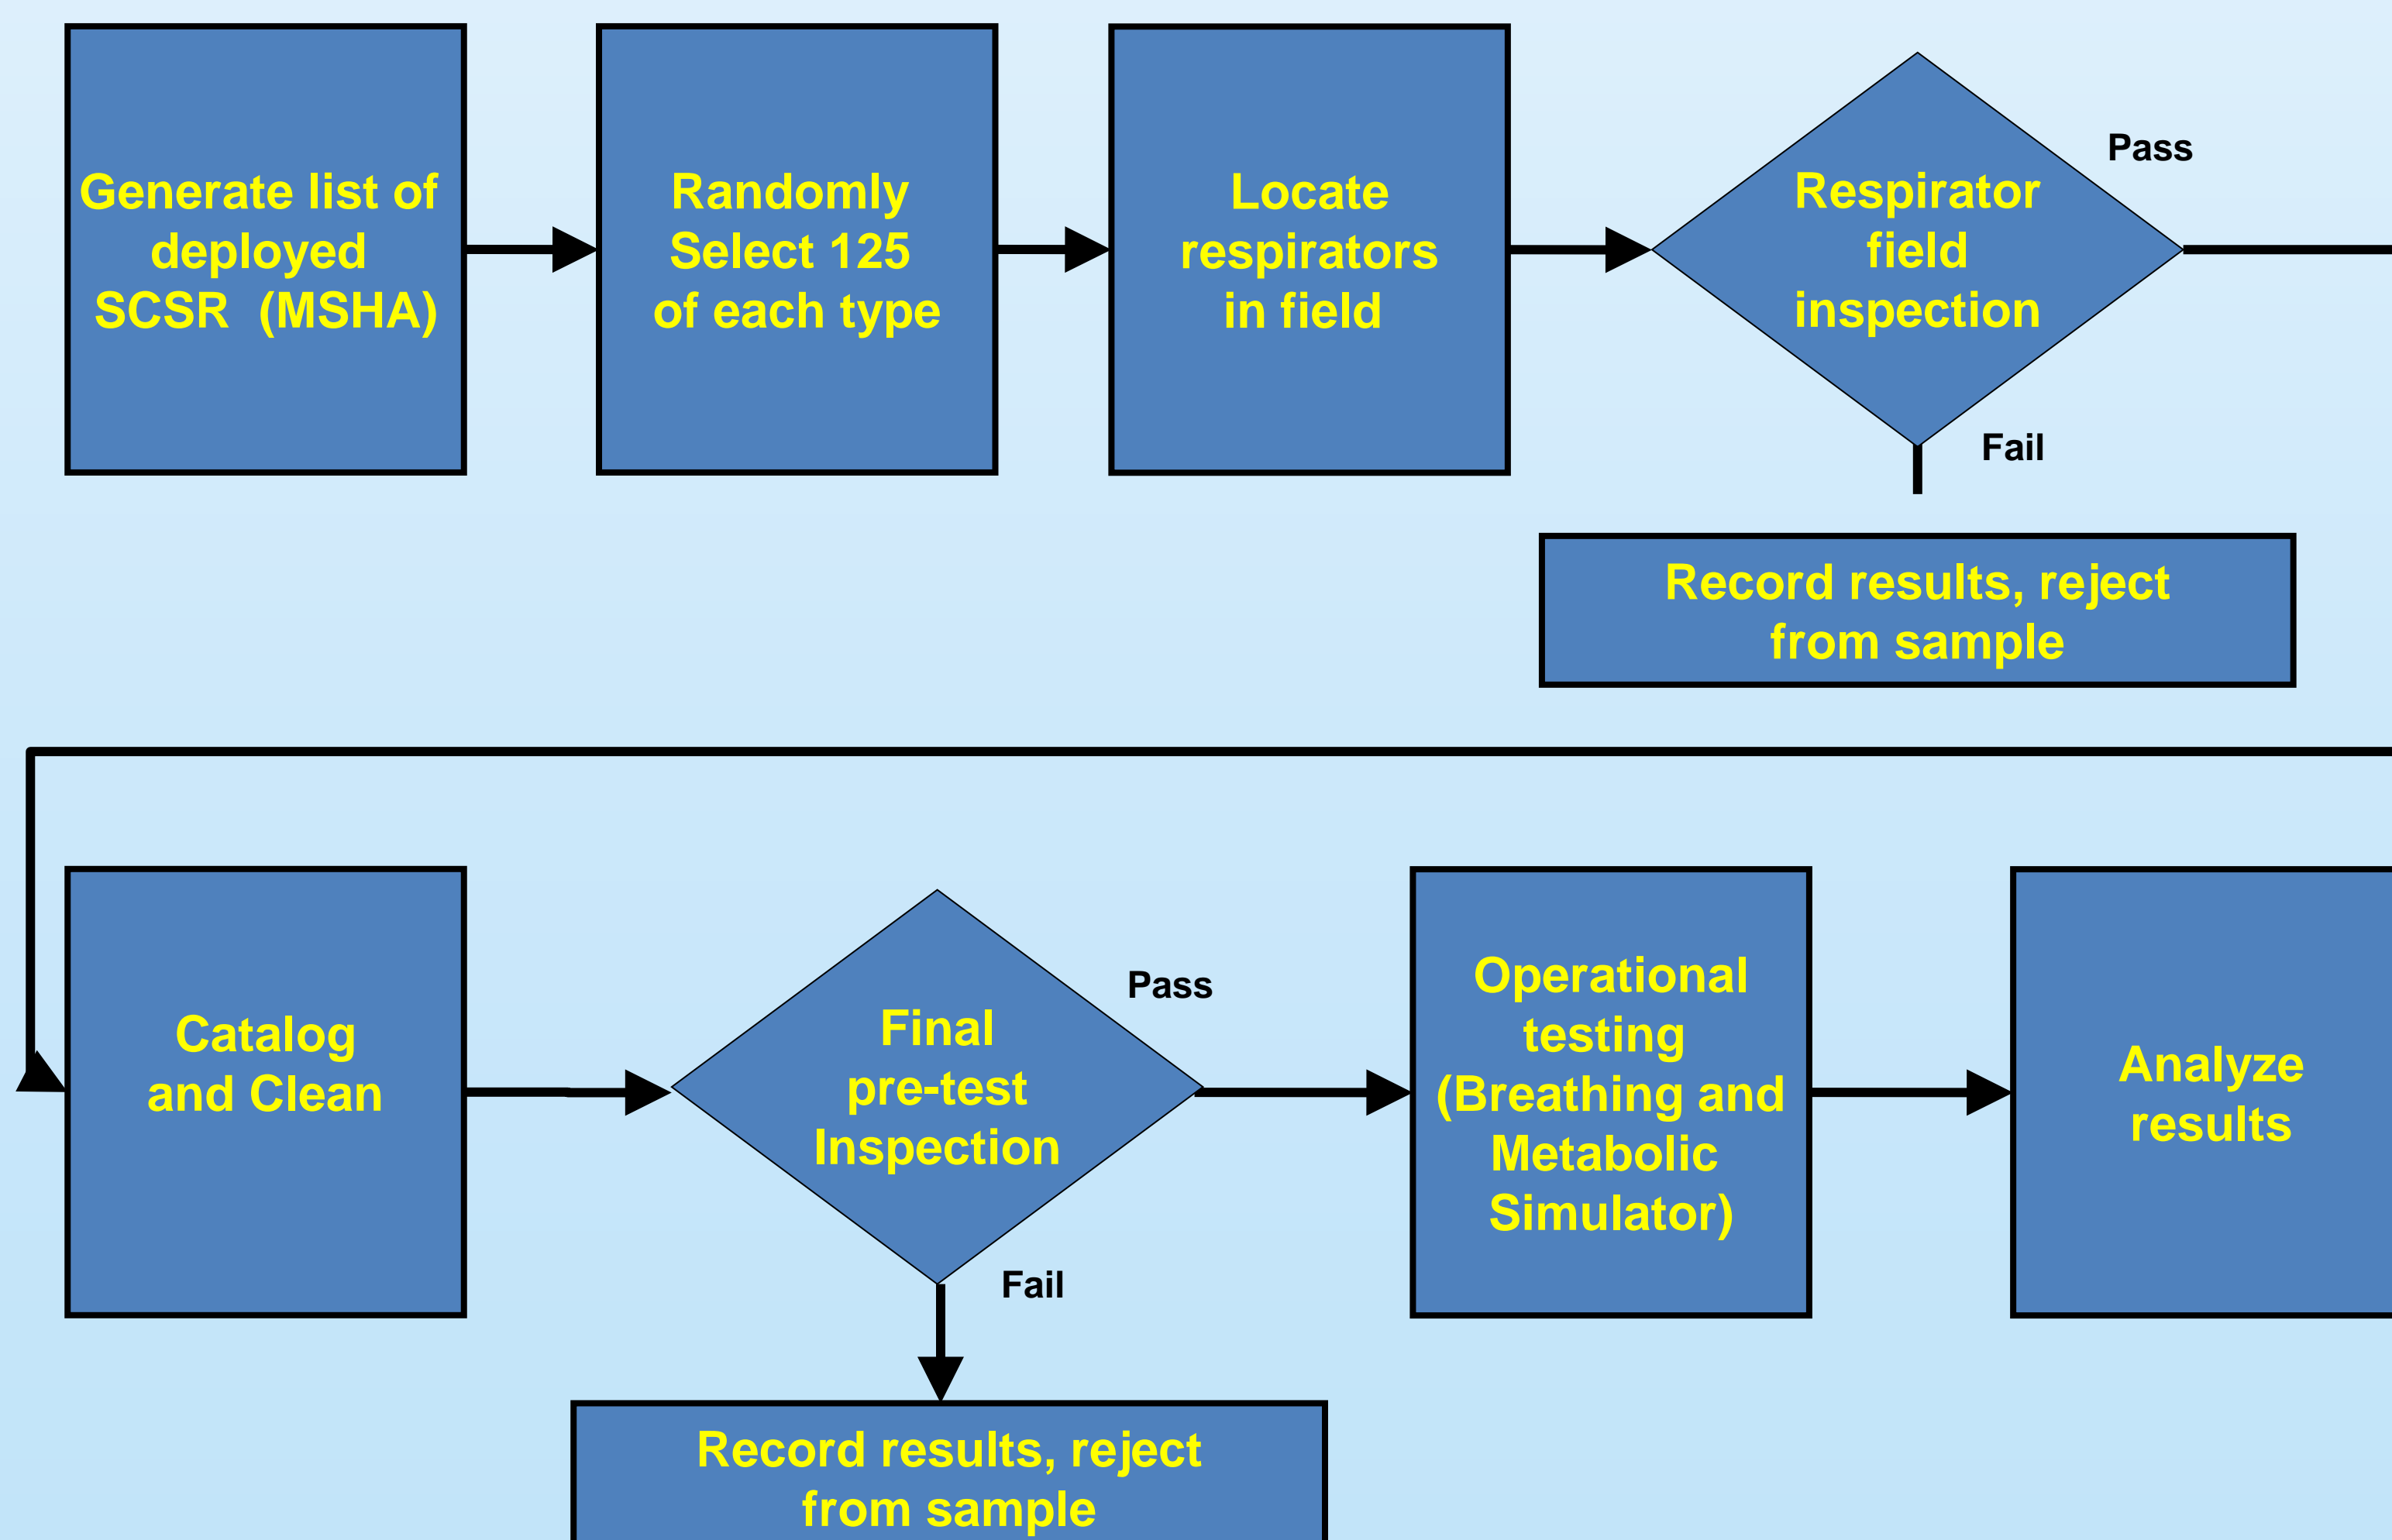 Generate list of
deployed
SCSR  (MSHA)
Randomly
Select 125
of each type
Locate
respirators
in field
Respirator
field
inspection
Pass
Fail
Record results, reject
from sample
Catalog
and Clean
Final
pre-test
Inspection
Pass
Fail
Operational
testing
(Breathing and
Metabolic
Simulator)
Analyze
results
Record results, reject
from sample